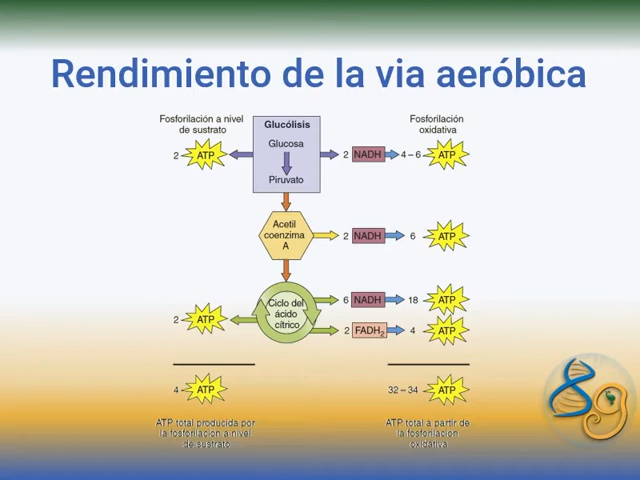 Rendimiento de la via aeróbica
Fosforilación a nivel
de sustrato
Fosforilación
oxidativa
Glucólisis
Glucosa
Piruvato
2 ATP
2 NADH 4–6 ATP
Acetil
coenzima
A
2 NADH 6 ATP
Ciclo del
ácido
cítrico
2 ATP
6 NADH 18 ATP
2 FADH2 4 ATP
4 ATP
32–34 ATP
ATP total producida por
la fosforilación a nivel
de sustrato
ATP total a partir de
la fosforilación
oxidativa